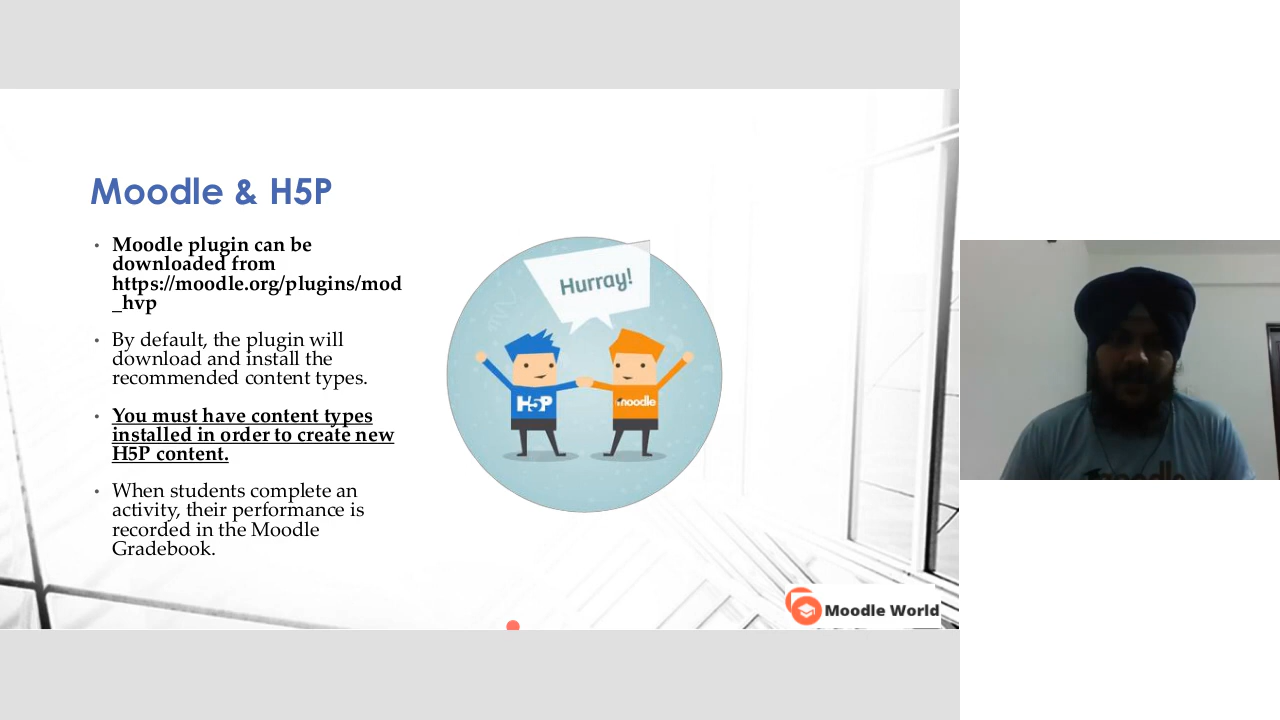 Moodle & H5P
• Moodle plugin can be
downloaded from
https://moodle.org/plugins/mod
_hvp
• By default, the plugin will
download and install the
recommended content types.
• You must have content types
installed in order to create new
H5P content.
• When students complete an
activity, their performance is
recorded in the Moodle
Gradebook.
Hurray!
H5P
moodle
Moodle World
moodle